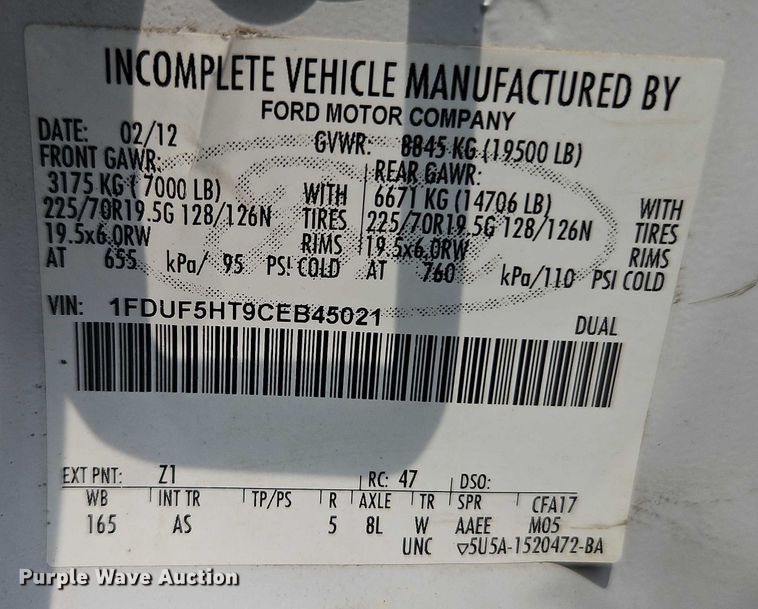 INCOMPLETE VEHICLE MANUFACTURED BY
FORD MOTOR COMPANY
DATE: 02/12 GVWR: 8845 KG (19500 LB)
FRONT GAWR: REAR GAWR:
3175 KG ( 7000 LB) WITH 6671 KG (14706 LB) WITH
225/70R19.5G 128/126N TIRES 225/70R19.5G 128/126N TIRES
19.5x6.0RW RIMS 19.5x6.0RW RIMS
AT 655 kPa/ 95 PSI COLD AT 760 kPa/110 PSI COLD
VIN: 1FDUF5HT9CEB45021
DUAL
EXT PNT: Z1 RC: 47 DSO:
WB INT TR TP/PS R AXLE TR SPR CFA17
165 AS 5 8L W AAEE M05
UNC ▽5U5A-1520472-BA
Purple Wave Auction